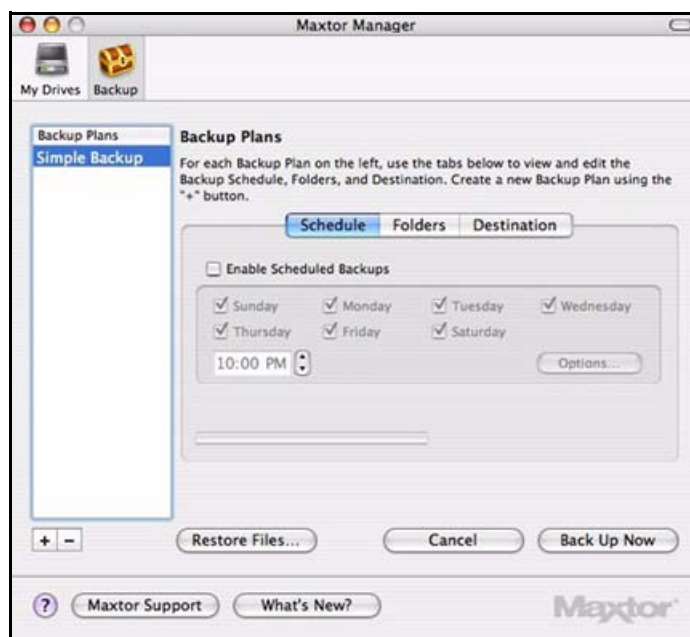 Maxtor Manager
My Drives Backup
Backup Plans
Simple Backup
Backup Plans
For each Backup Plan on the left, use the tabs below to view and edit the
Backup Schedule, Folders, and Destination. Create a new Backup Plan using the
"+" button.
Schedule Folders Destination
Enable Scheduled Backups
Sunday Monday Tuesday Wednesday
Thursday Friday Saturday
10:00 PM Options...
+ −
Restore Files... Cancel Back Up Now
? Maxtor Support What's New? Maxtor